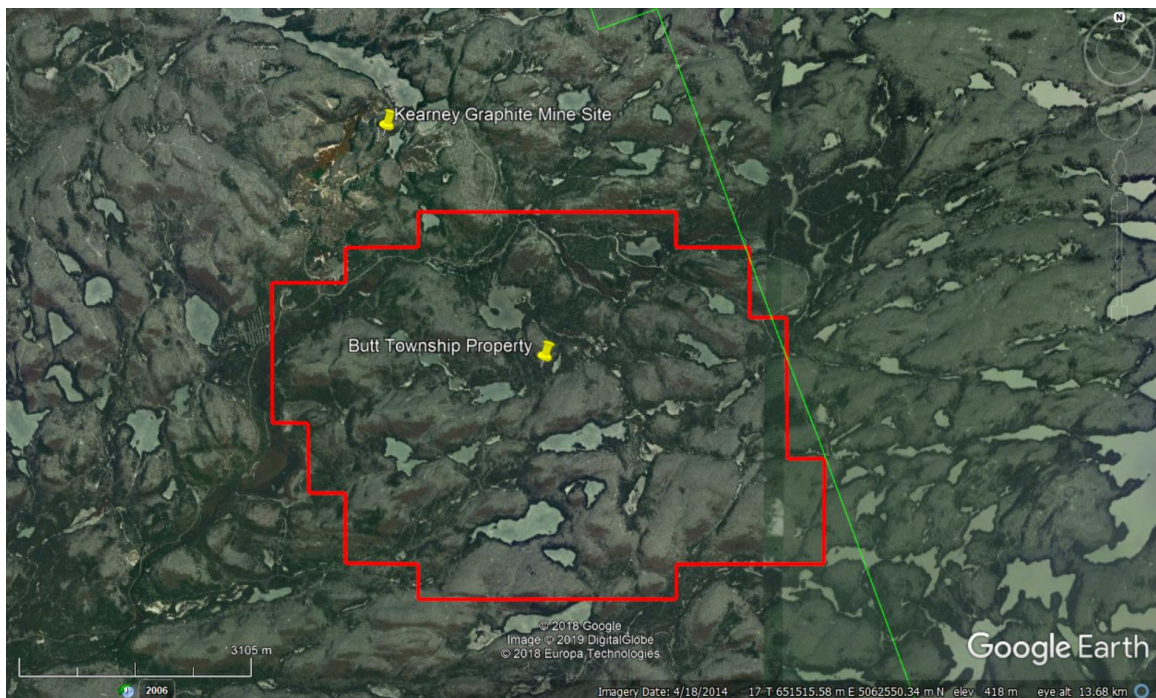 N
Kearney Graphite Mine Site
Butt Township Property
© 2018 Google
Image © 2019 DigitalGlobe
© 2018 Europa Technologies
3105 m
Google Earth
2006
Imagery Date: 4/18/2014 17 T 651515.58 m E 5062550.34 m N elev 418 m eye alt 13.68 km